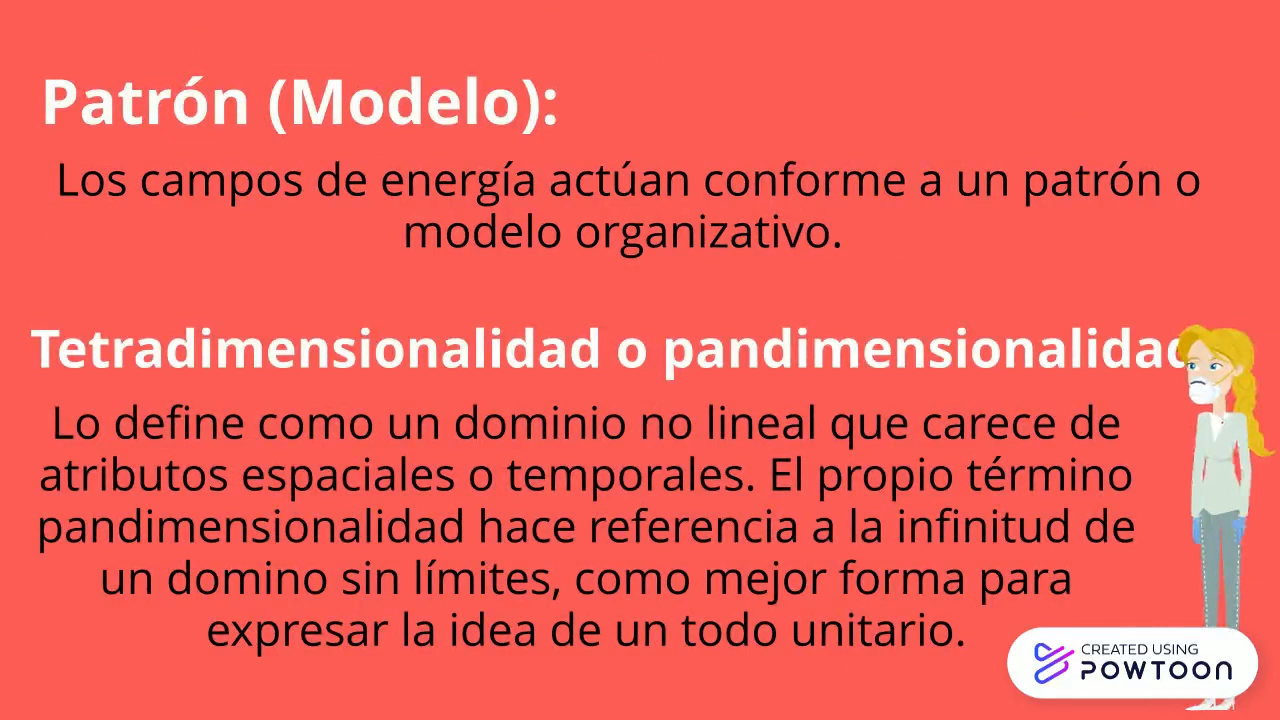 Patrón (Modelo):
Los campos de energía actúan conforme a un patrón o
modelo organizativo.
Tetradimensionalidad o pandimensionalidad
Lo define como un dominio no lineal que carece de
atributos espaciales o temporales. El propio término
pandimensionalidad hace referencia a la infinitud de
un domino sin límites, como mejor forma para
expresar la idea de un todo unitario.
CREATED USING
POWTOON